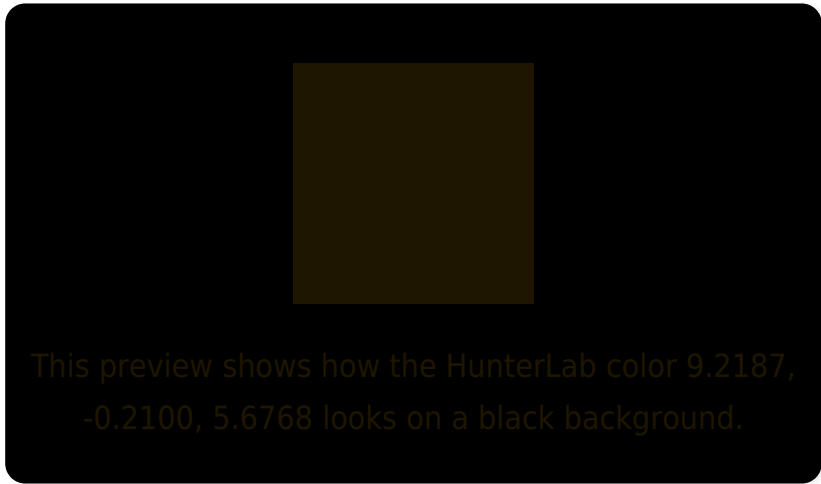 This preview shows how the HunterLab color 9.2187,
-0.2100, 5.6768 looks on a black background.